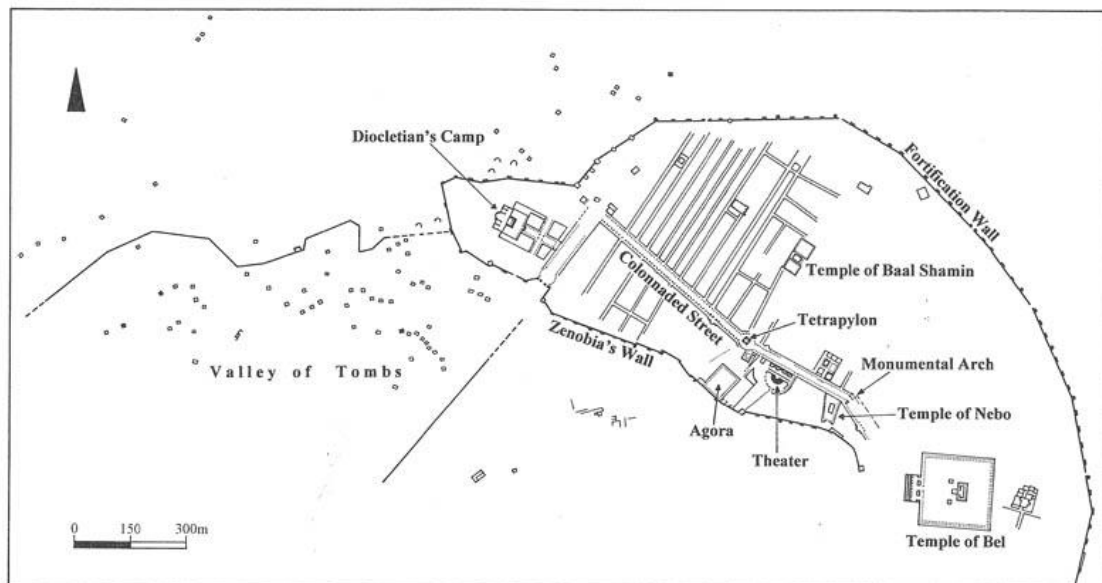 Diocletian's Camp
Fortification Wall
Temple of Baal Shamin
Colonnaded Street
Tetrapylon
Zenobia's Wall
Monumental Arch
Valley of Tombs
Temple of Nebo
Agora
Theater
0 150 300m
Temple of Bel